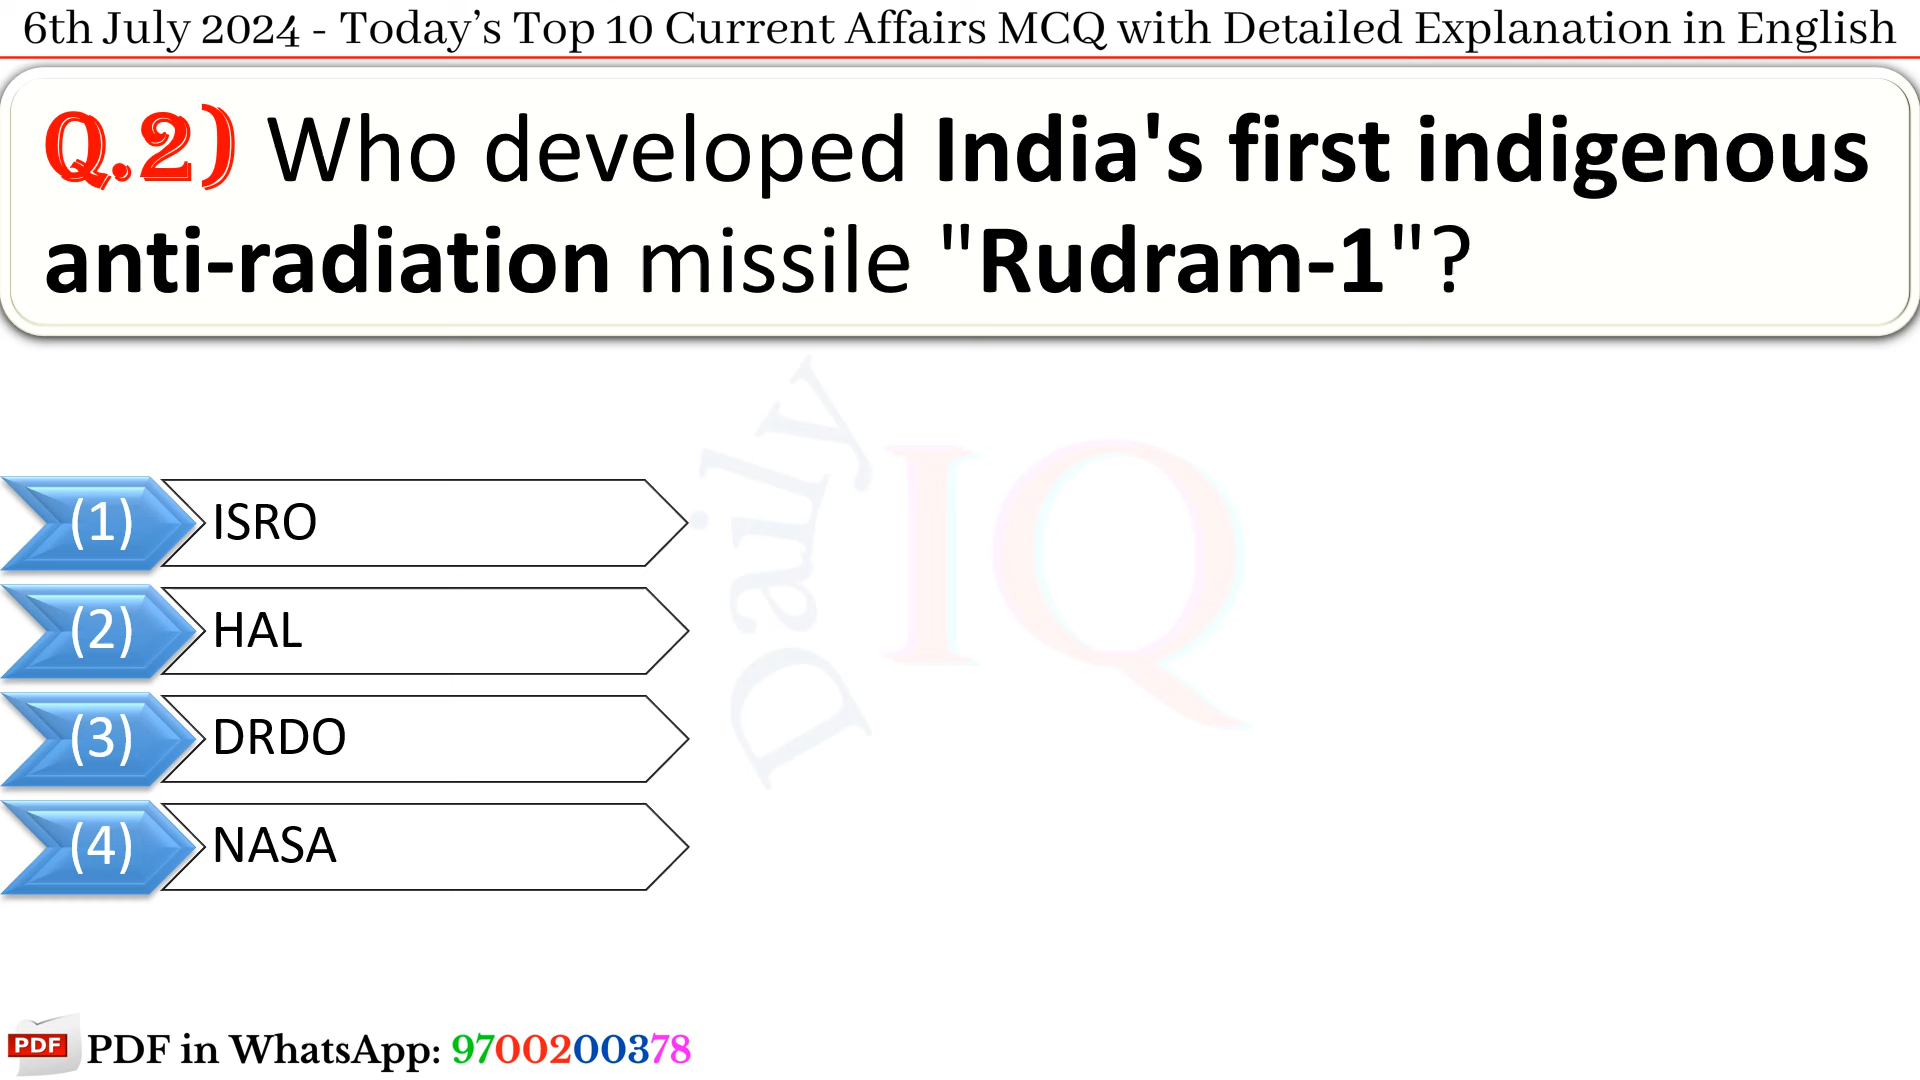 6th July 2024 - Today’s Top 10 Current Affairs MCQ with Detailed Explanation in English
Q.2) Who developed India's first indigenous
anti-radiation missile "Rudram-1"?
Daily
IQ
(1) ISRO
(2) HAL
(3) DRDO
(4) NASA
PDF PDF in WhatsApp: 9700200378